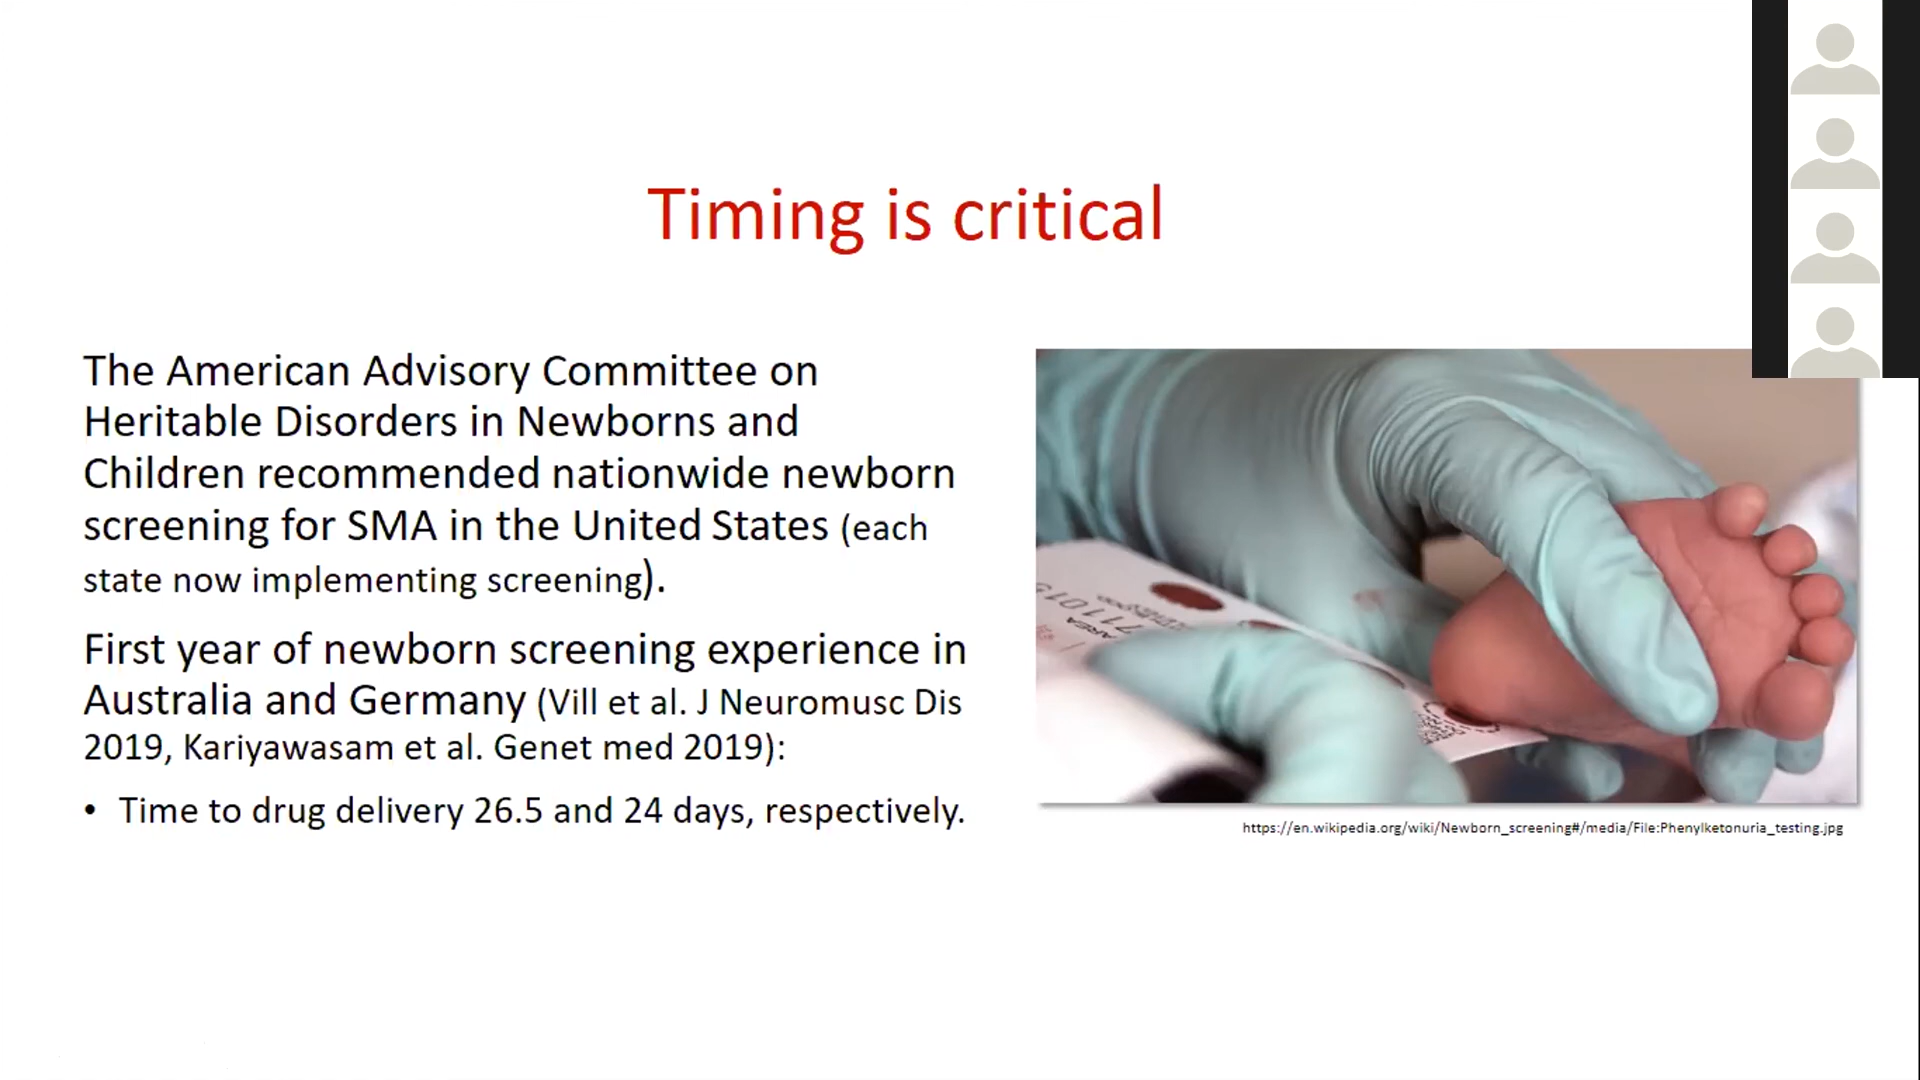 Timing is critical
The American Advisory Committee on
Heritable Disorders in Newborns and
Children recommended nationwide newborn
screening for SMA in the United States (each
state now implementing screening).
First year of newborn screening experience in
Australia and Germany (Vill et al. J Neuromusc Dis
2019, Kariyawasam et al. Genet med 2019):
• Time to drug delivery 26.5 and 24 days, respectively.
https://en.wikipedia.org/wiki/Newborn_screening#/media/File:Phenylketonuria_testing.jpg